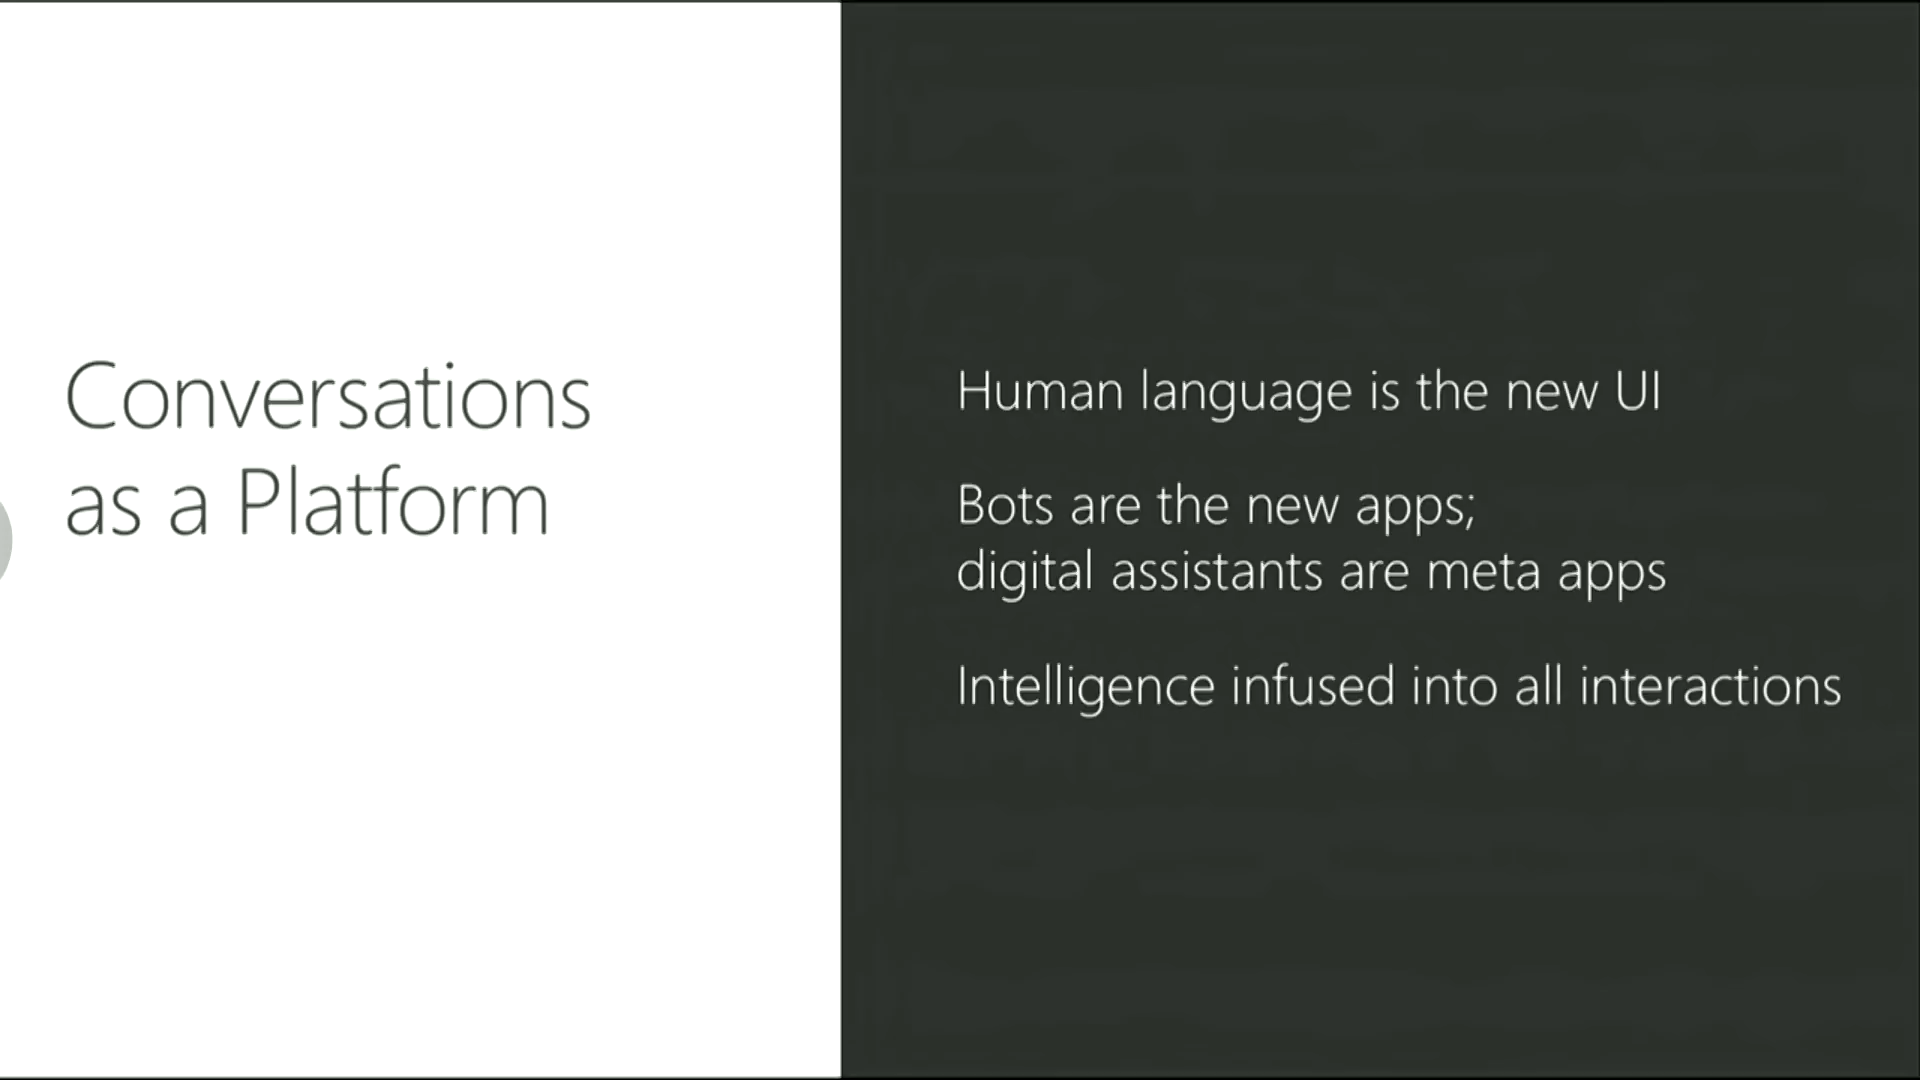 Conversations
as a Platform
Human language is the new UI
Bots are the new apps;
digital assistants are meta apps
Intelligence infused into all interactions